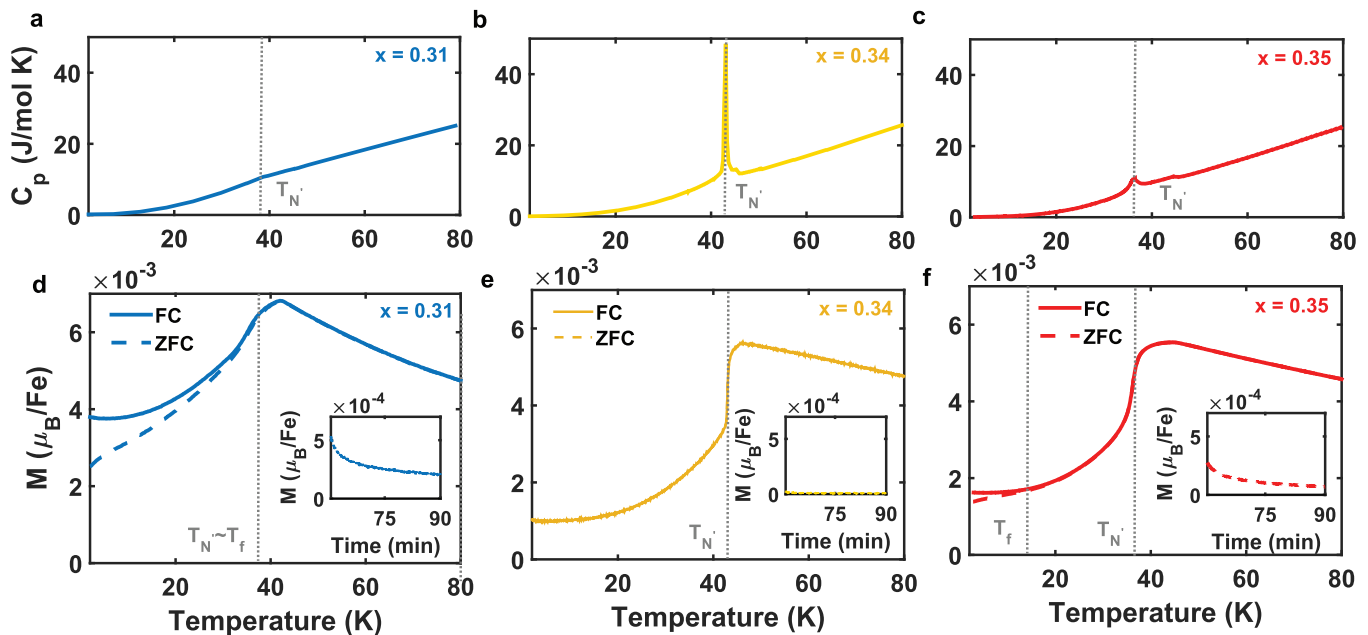 a
x = 0.31
C_p (J/mol K)
40
20
0
T_N'
20
40
60
80
b
x = 0.34
40
20
0
T_N'
20
40
60
80
c
x = 0.35
40
20
0
T_N'
20
40
60
80
d
×10⁻³
x = 0.31
FC
ZFC
M (μ_B/Fe)
6
4
2
0
T_N'~T_f
×10⁻⁴
M (μ_B/Fe)
5
0
75
90
Time (min)
20
40
60
80
Temperature (K)
e
×10⁻³
x = 0.34
FC
ZFC
6
4
2
0
T_N'
×10⁻⁴
M (μ_B/Fe)
5
0
75
90
Time (min)
20
40
60
80
Temperature (K)
f
×10⁻³
x = 0.35
FC
ZFC
6
4
2
0
T_f
T_N'
×10⁻⁴
M (μ_B/Fe)
5
0
75
90
Time (min)
20
40
60
80
Temperature (K)